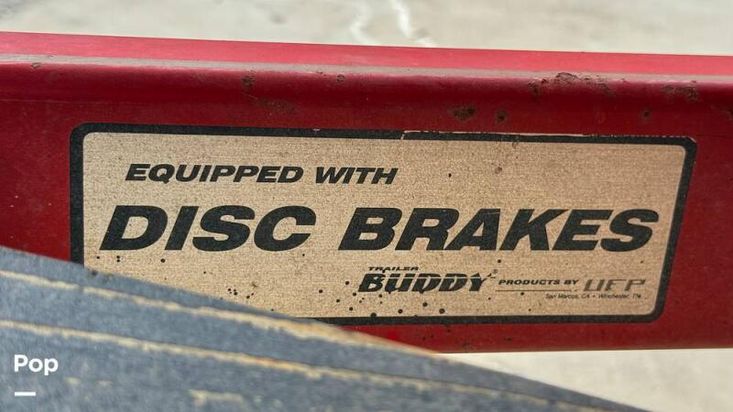 EQUIPPED WITH
DISC BRAKES
TRAILER
BUDDY PRODUCTS BY UFP
San Marcos, CA • Winchester, TN
Pop